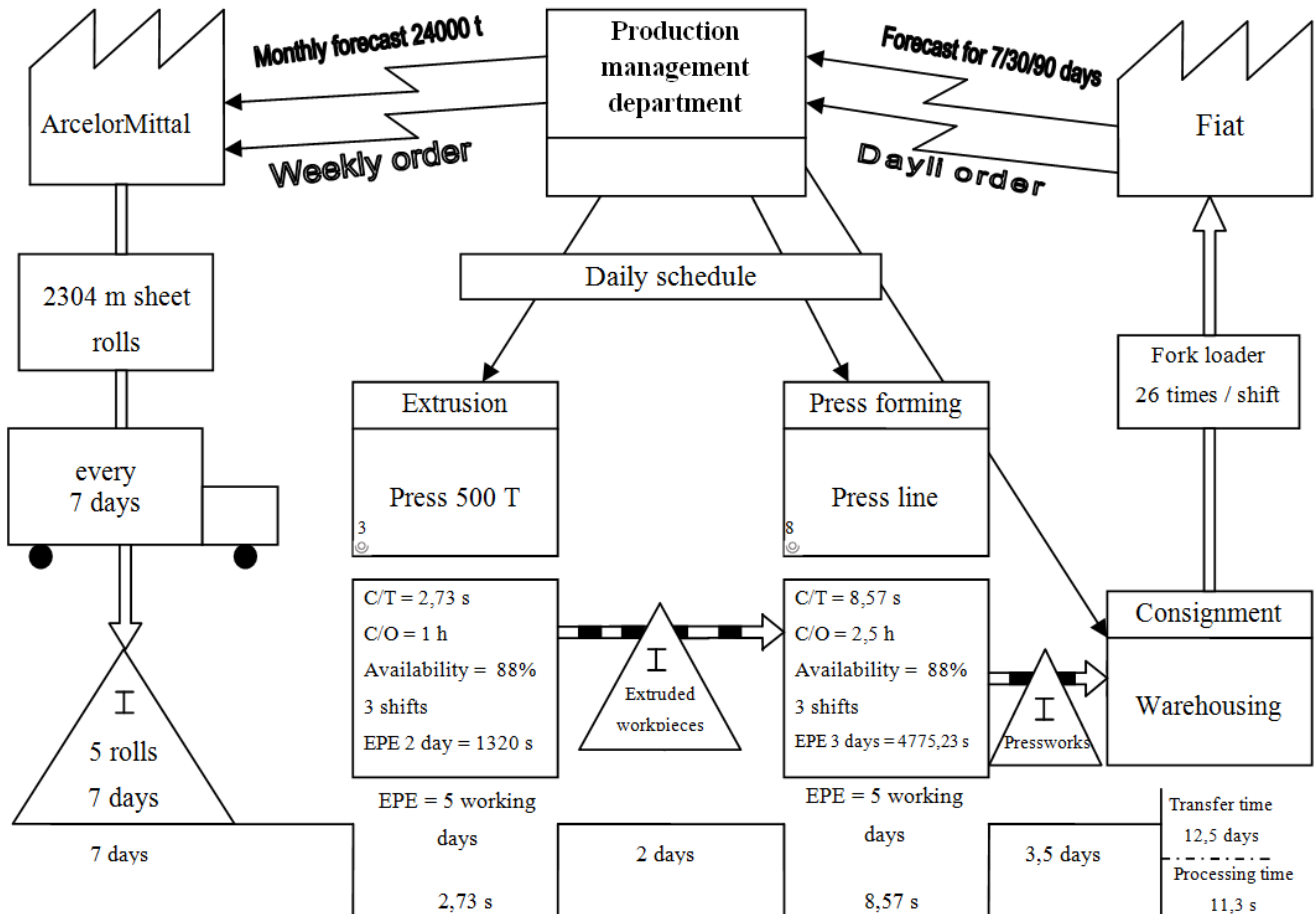 Monthly forecast 24000 t
Production
management
department
Forecast for 7/30/90 days
ArcelorMittal
Fiat
Weekly order
Dayli order
2304 m sheet
rolls
Daily schedule
Fork loader
26 times / shift
every
7 days
Extrusion
Press 500 T
3
Press forming
Press line
8
C/T = 2,73 s
C/O = 1 h
Availability = 88%
3 shifts
EPE 2 day = 1320 s
I
Extruded
workpieces
C/T = 8,57 s
C/O = 2,5 h
Availability = 88%
3 shifts
EPE 3 days = 4775,23 s
I
Pressworks
Consignment
Warehousing
I
5 rolls
7 days
EPE = 5 working
days
EPE = 5 working
days
7 days
2,73 s
2 days
8,57 s
3,5 days
Transfer time
12,5 days
Processing time
11,3 s